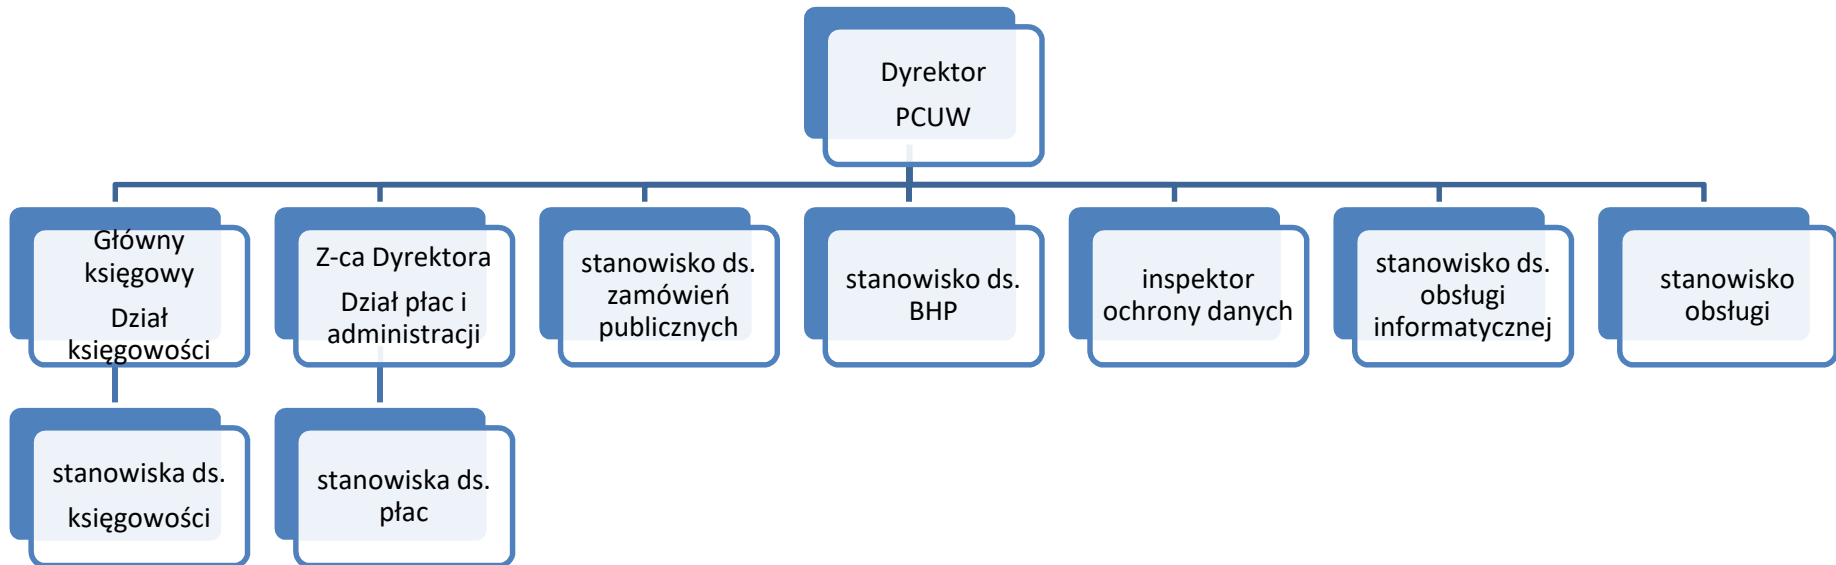 Dyrektor
PCUW
Główny
księgowy
Dział
księgowości
Z-ca Dyrektora
Dział płac i
administracji
stanowisko ds.
zamówień
publicznych
stanowisko ds.
BHP
inspektor
ochrony danych
stanowisko ds.
obsługi
informatycznej
stanowisko
obsługi
stanowiska ds.
księgowości
stanowiska ds.
płac